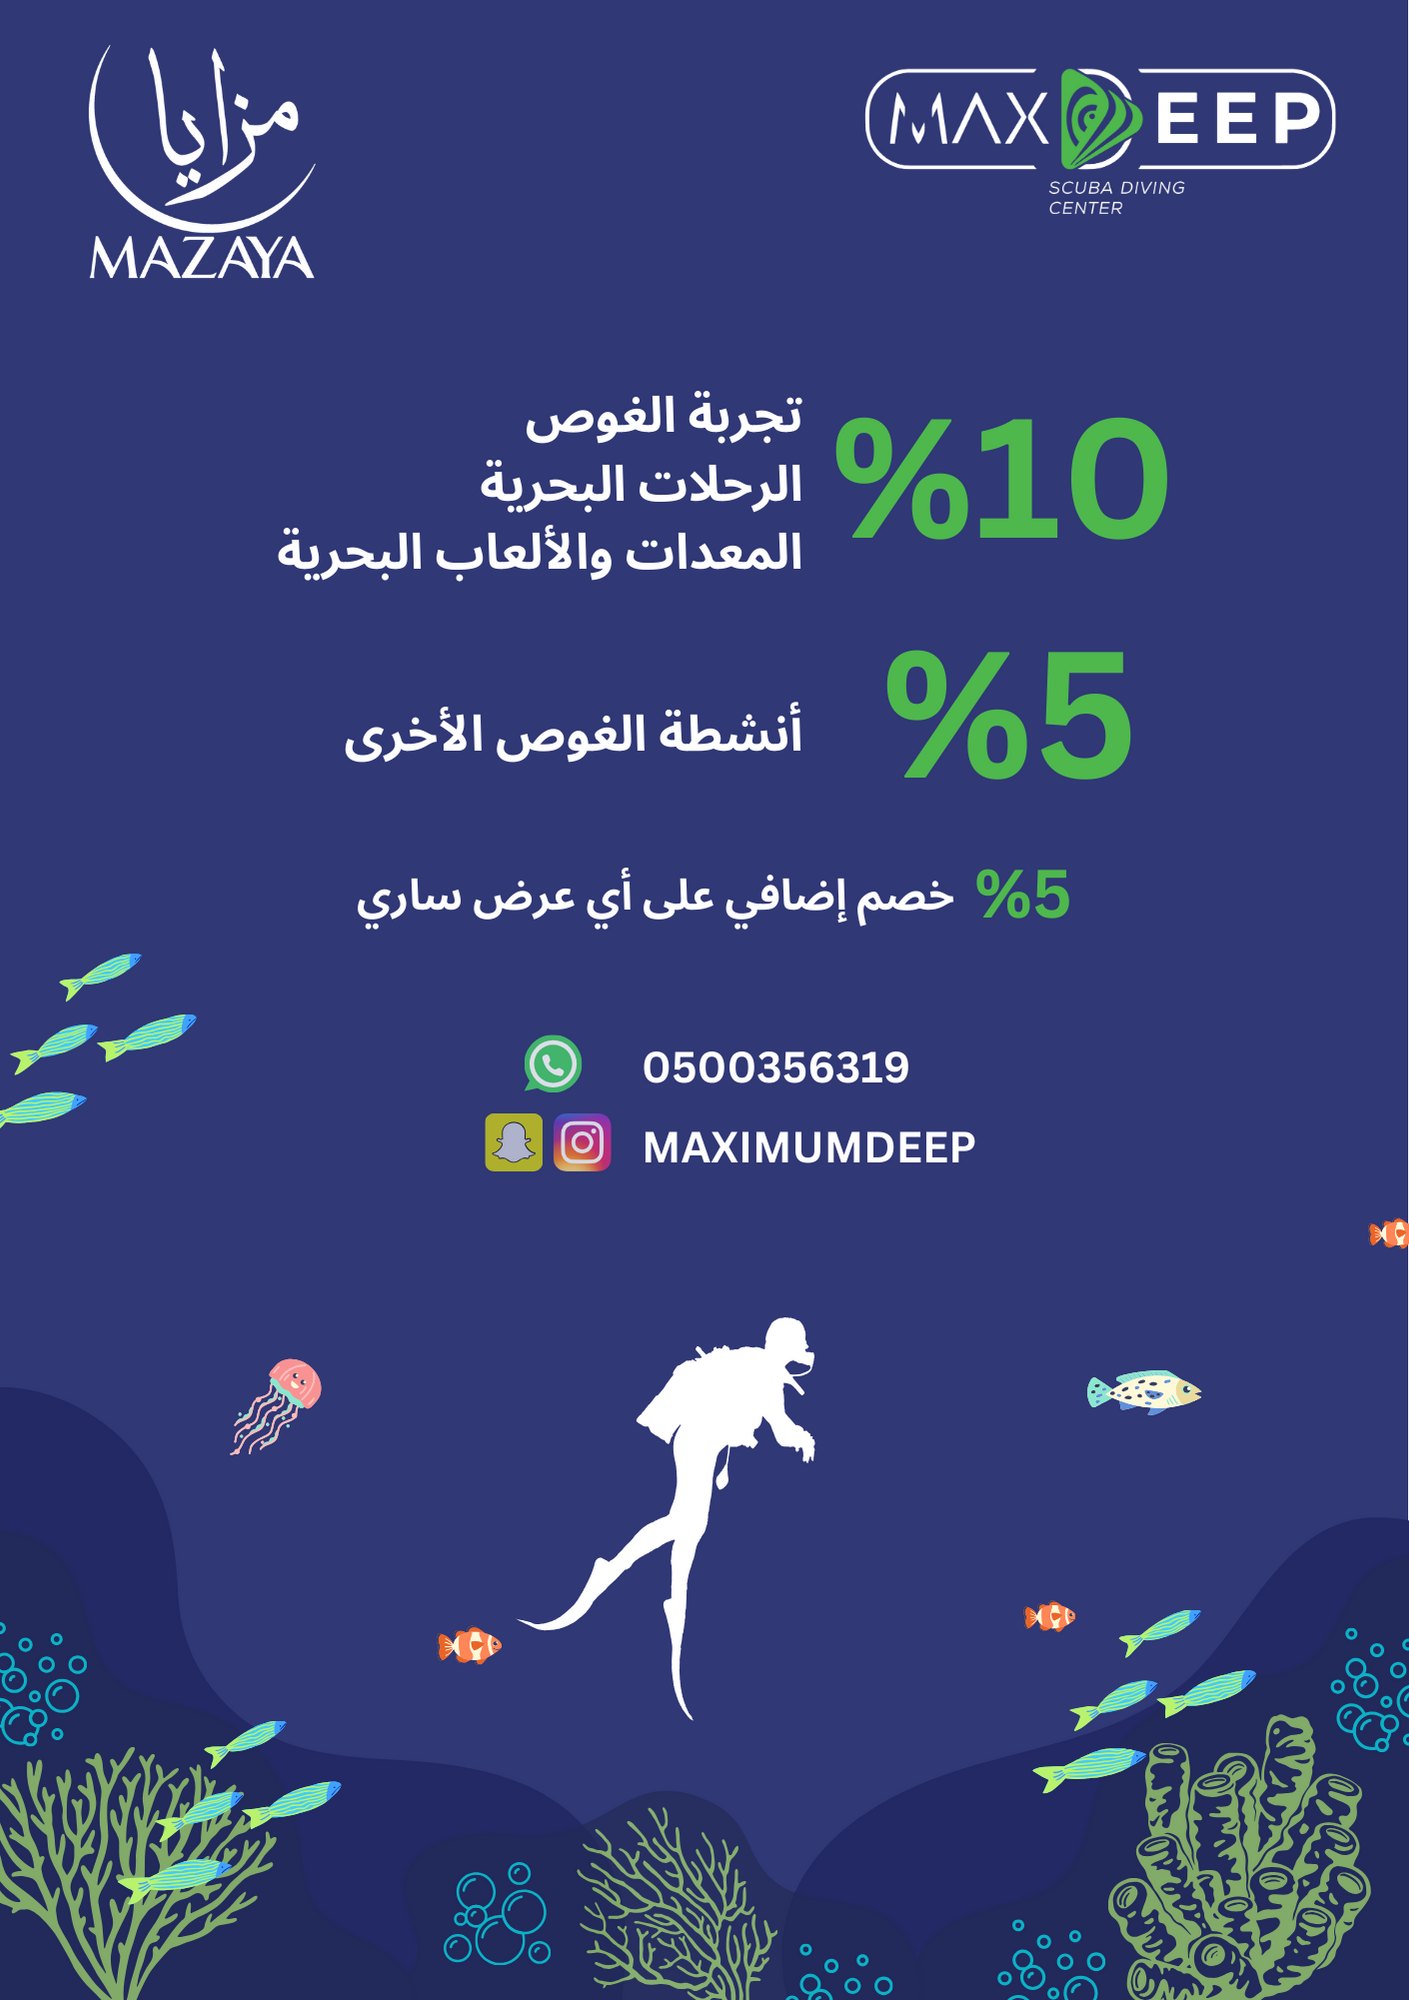 مزايا
MAZAYA
MAXDEEP
SCUBA DIVING
CENTER
%10
تجربة الغوص
الرحلات البحرية
المعدات والألعاب البحرية
%5
أنشطة الغوص الأخرى
%5 خصم إضافي على أي عرض ساري
0500356319
MAXIMUMDEEP